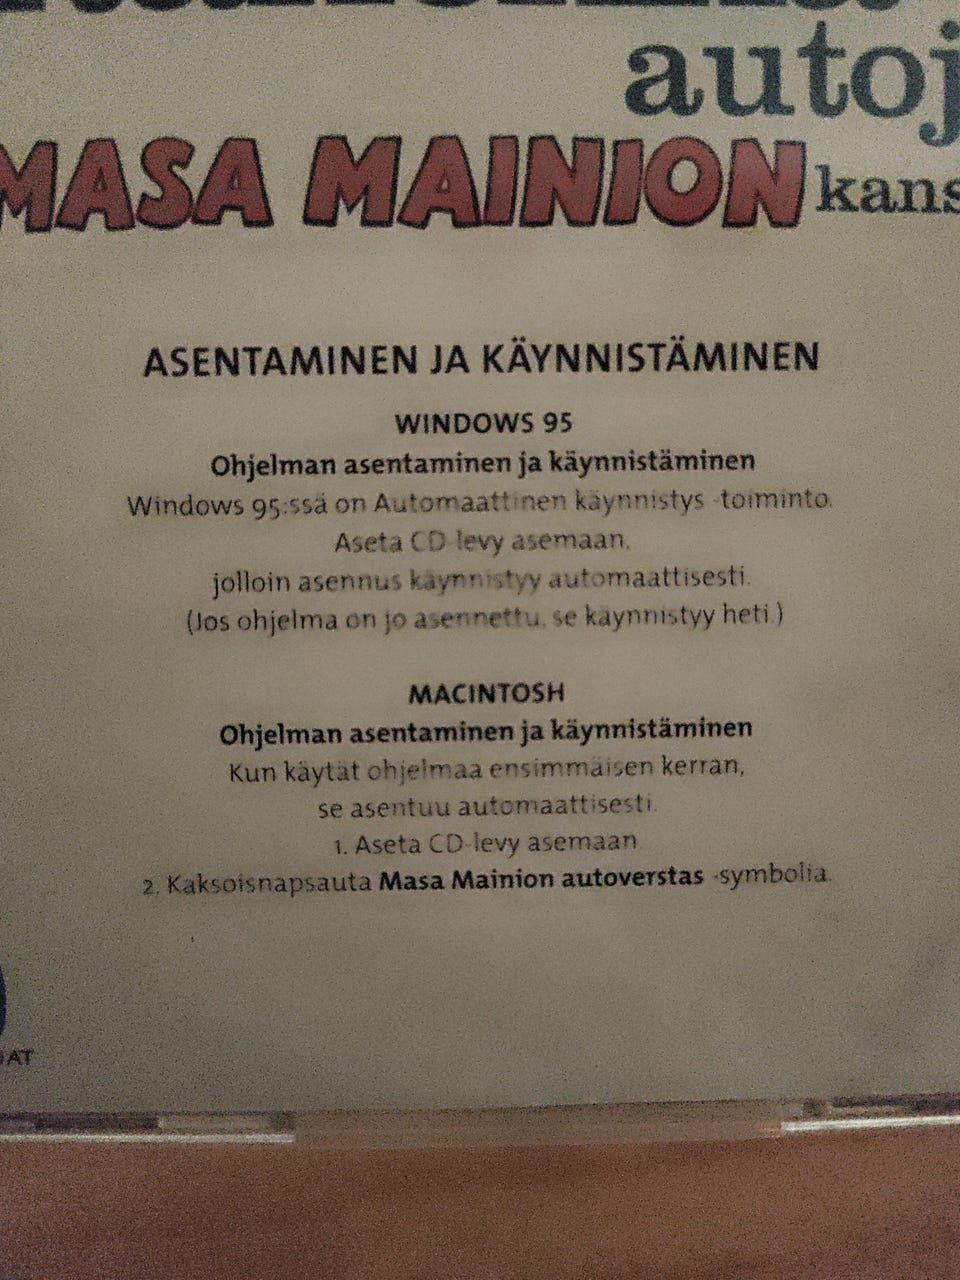 autoj
MASA MAINION kans
ASENTAMINEN JA KÄYNNISTÄMINEN
WINDOWS 95
Ohjelman asentaminen ja käynnistäminen
Windows 95:ssä on Automaattinen käynnistys -toiminto.
Aseta CD-levy asemaan,
jolloin asennus käynnistyy automaattisesti.
(Jos ohjelma on jo asennettu, se käynnistyy heti.)
MACINTOSH
Ohjelman asentaminen ja käynnistäminen
Kun käytät ohjelmaa ensimmäisen kerran,
se asentuu automaattisesti.
1. Aseta CD-levy asemaan.
2. Kaksoisnapsauta Masa Mainion autoverstas -symbolia.
AT